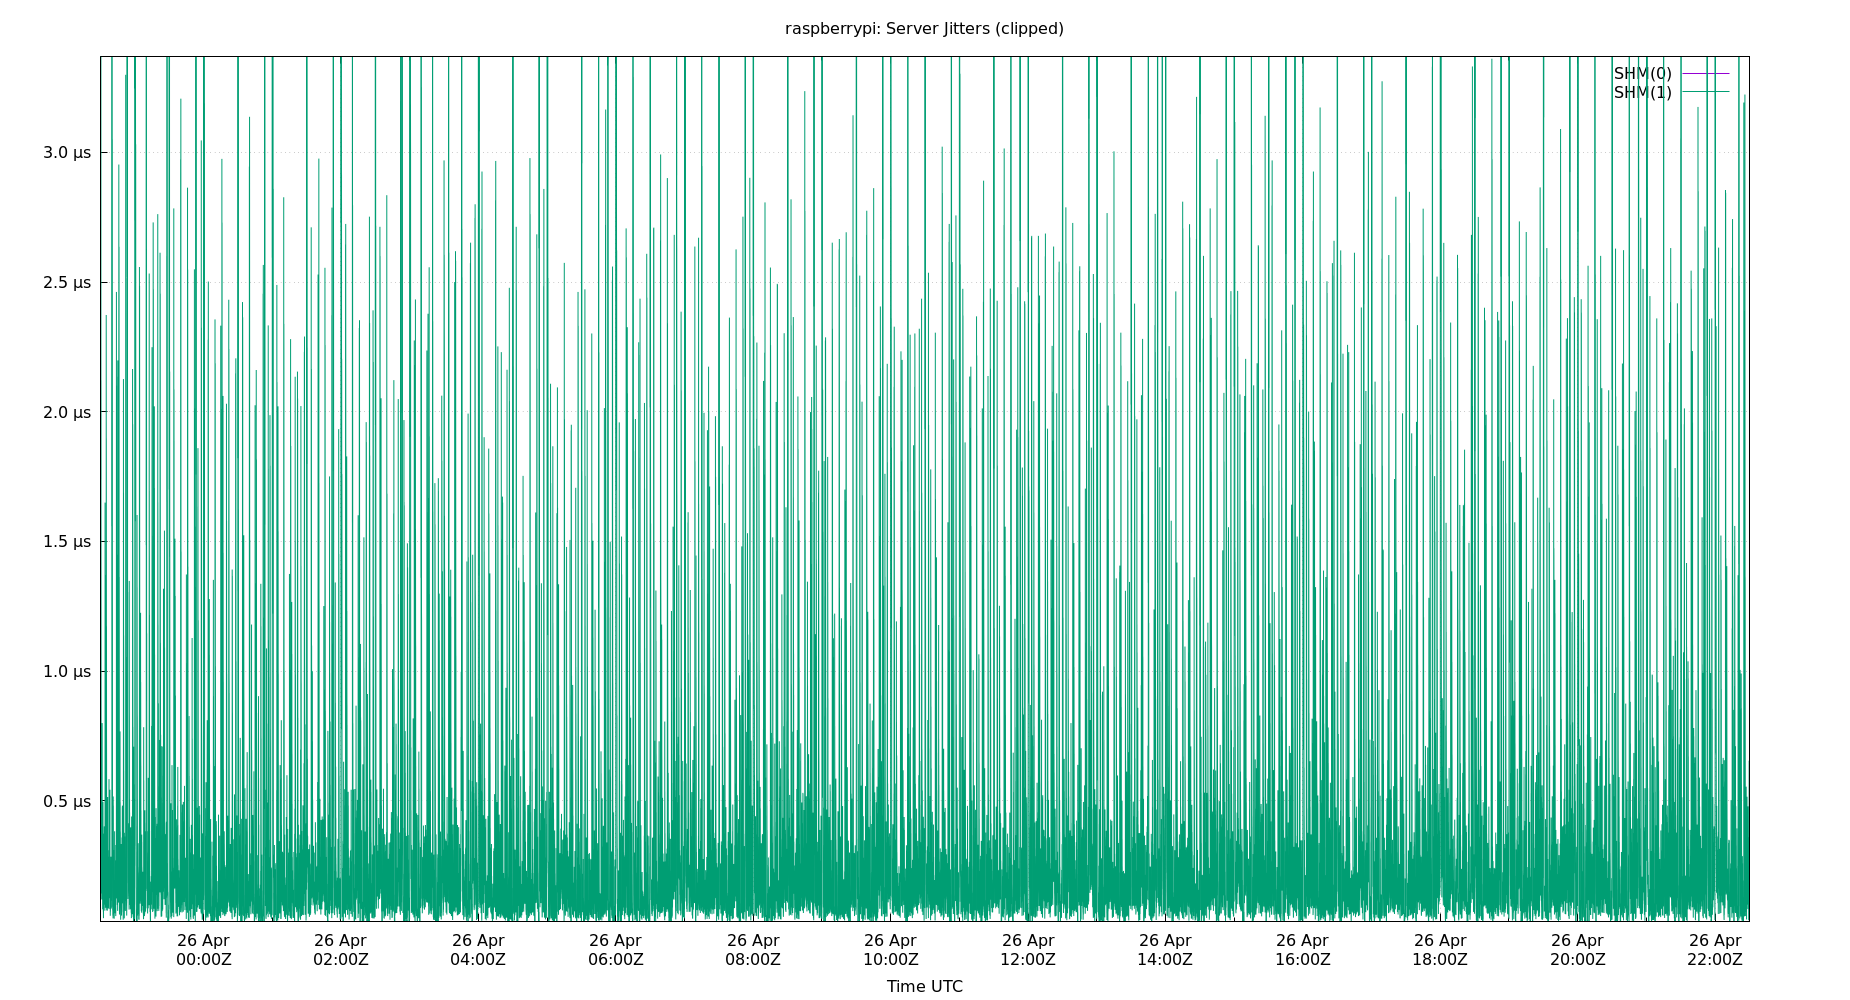 raspberrypi: Server Jitters (clipped)
SHM(0)
SHM(1)
3.0 μs
2.5 μs
2.0 μs
1.5 μs
1.0 μs
0.5 μs
26 Apr 26 Apr 26 Apr 26 Apr 26 Apr 26 Apr 26 Apr 26 Apr 26 Apr 26 Apr 26 Apr 26 Apr
00:00Z 02:00Z 04:00Z 06:00Z 08:00Z 10:00Z 12:00Z 14:00Z 16:00Z 18:00Z 20:00Z 22:00Z
Time UTC